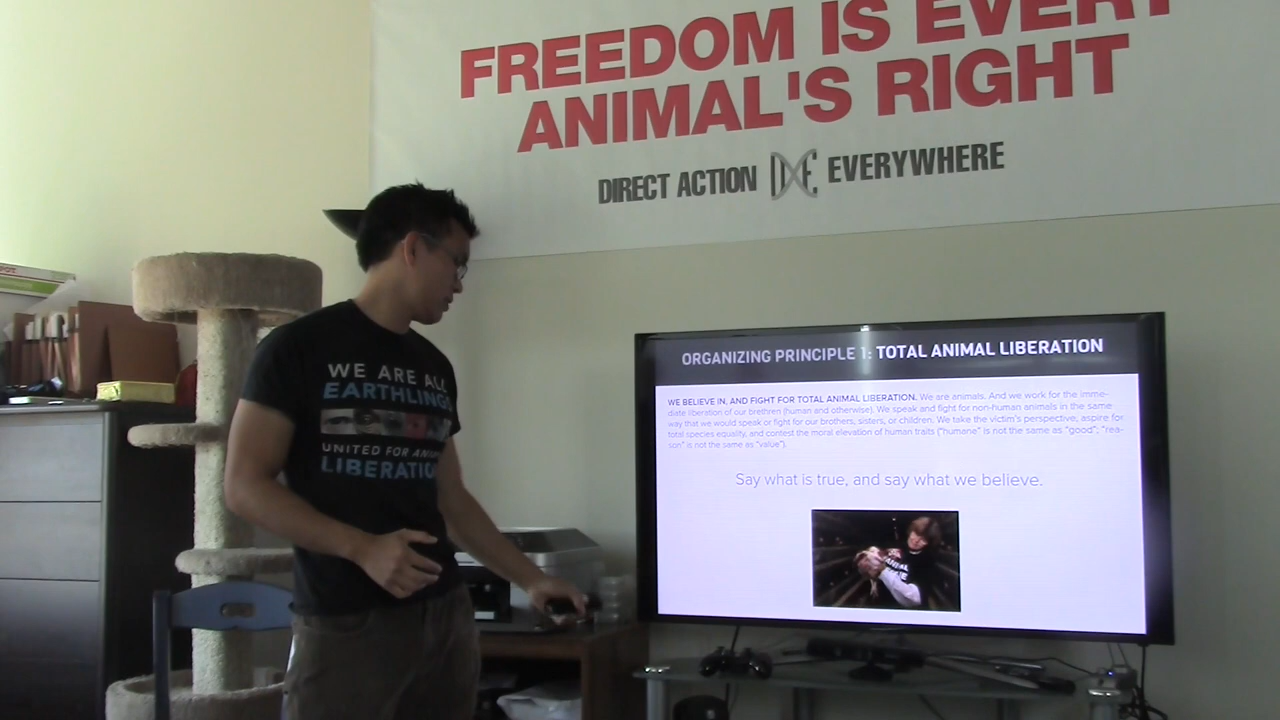 FREEDOM IS EVERY
ANIMAL'S RIGHT
DIRECT ACTION DXE EVERYWHERE
WE ARE ALL
EARTHLINGS
UNITED FOR ANIM
LIBERATIO
ORGANIZING PRINCIPLE 1: TOTAL ANIMAL LIBERATION
WE BELIEVE IN, AND FIGHT FOR TOTAL ANIMAL LIBERATION. We are animals. And we work for the imme-
diate liberation of our brethren (human and otherwise). We speak and fight for non-human animals in the same
way that we would speak or fight for our brothers, sisters, or children. We take the victim's perspective, aspire for
total species equality, and contest the moral elevation of human traits ("humane" is not the same as "good"; "rea-
son" is not the same as "value").
Say what is true, and say what we believe.